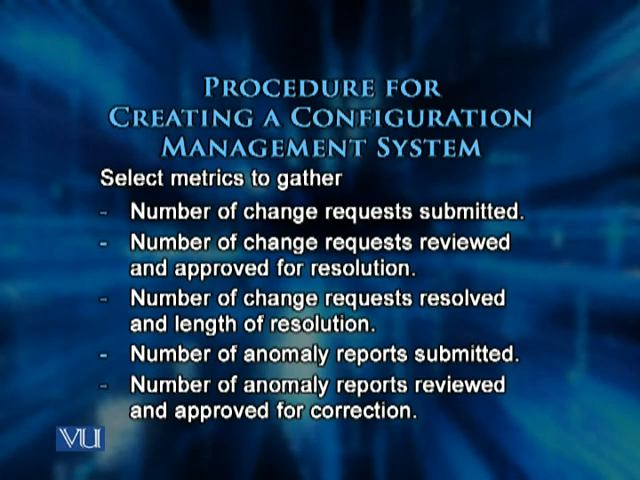 PROCEDURE FOR
CREATING A CONFIGURATION
MANAGEMENT SYSTEM
Select metrics to gather
- Number of change requests submitted.
- Number of change requests reviewed
and approved for resolution.
- Number of change requests resolved
and length of resolution.
- Number of anomaly reports submitted.
- Number of anomaly reports reviewed
and approved for correction.
VU